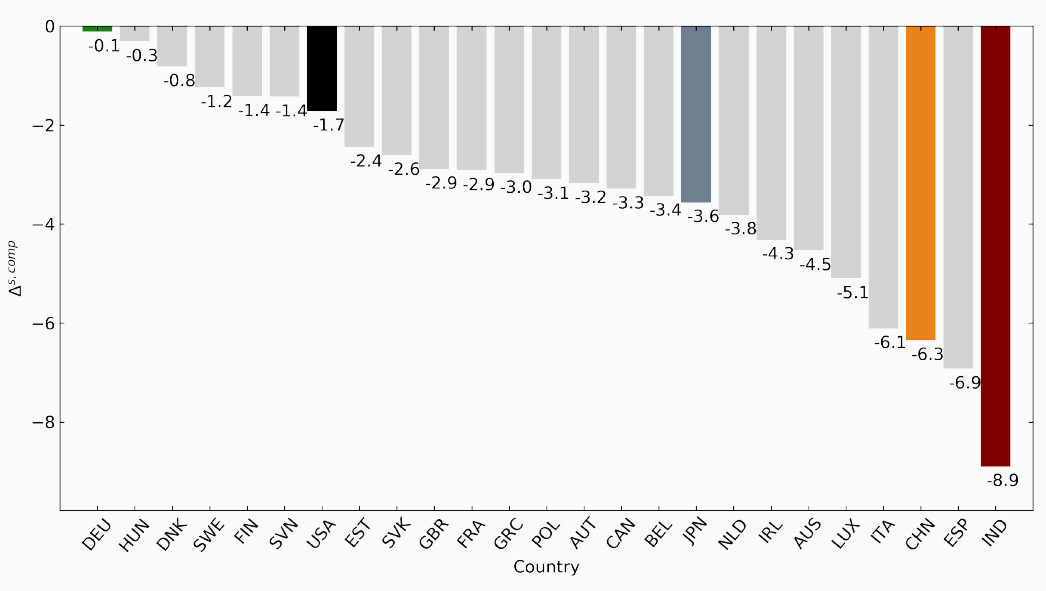 0
−2
−4
−6
−8
Δs,comp
-0.1
-0.3
-0.8
-1.2
-1.4
-1.4
-1.7
-2.4
-2.6
-2.9
-2.9
-3.0
-3.1
-3.2
-3.3
-3.4
-3.6
-3.8
-4.3
-4.5
-5.1
-6.1
-6.3
-6.9
-8.9
DEU
HUN
DNK
SWE
FIN
SVN
USA
EST
SVK
GBR
FRA
GRC
POL
AUT
CAN
BEL
JPN
NLD
IRL
AUS
LUX
ITA
CHN
ESP
IND
Country